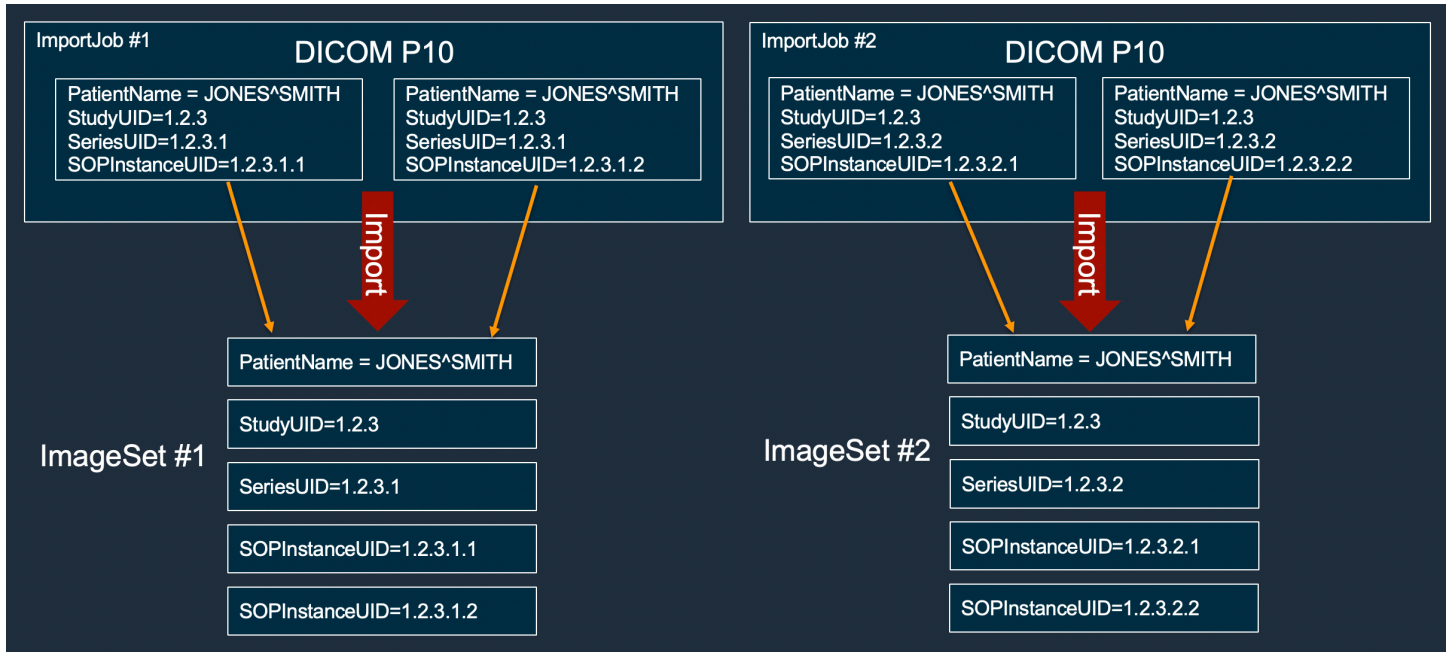 ImportJob #1
DICOM P10
PatientName = JONES^SMITH
StudyUID=1.2.3
SeriesUID=1.2.3.1
SOPInstanceUID=1.2.3.1.1
PatientName = JONES^SMITH
StudyUID=1.2.3
SeriesUID=1.2.3.1
SOPInstanceUID=1.2.3.1.2
Import
ImageSet #1
PatientName = JONES^SMITH
StudyUID=1.2.3
SeriesUID=1.2.3.1
SOPInstanceUID=1.2.3.1.1
SOPInstanceUID=1.2.3.1.2
ImportJob #2
DICOM P10
PatientName = JONES^SMITH
StudyUID=1.2.3
SeriesUID=1.2.3.2
SOPInstanceUID=1.2.3.2.1
PatientName = JONES^SMITH
StudyUID=1.2.3
SeriesUID=1.2.3.2
SOPInstanceUID=1.2.3.2.2
Import
ImageSet #2
PatientName = JONES^SMITH
StudyUID=1.2.3
SeriesUID=1.2.3.2
SOPInstanceUID=1.2.3.2.1
SOPInstanceUID=1.2.3.2.2